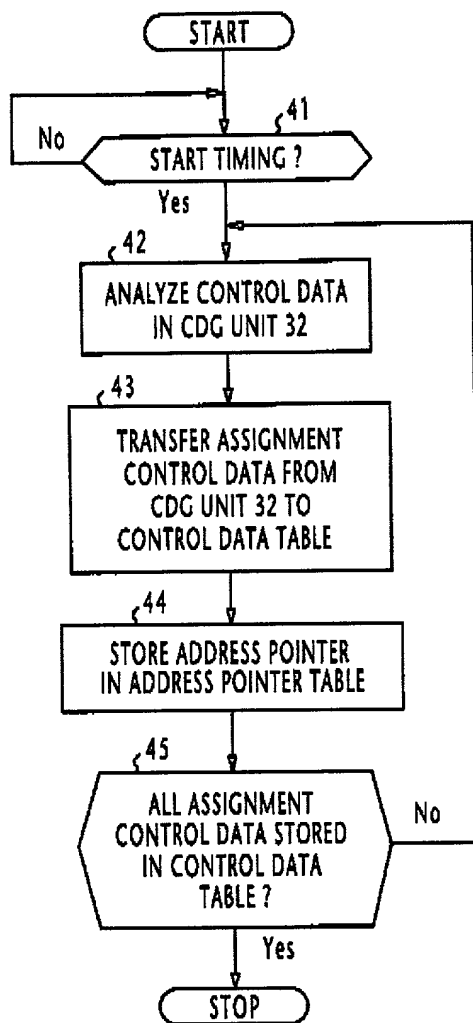 START
41
No
START TIMING ?
Yes
42
ANALYZE CONTROL DATA
IN CDG UNIT 32
43
TRANSFER ASSIGNMENT
CONTROL DATA FROM
CDG UNIT 32 TO
CONTROL DATA TABLE
44
STORE ADDRESS POINTER
IN ADDRESS POINTER TABLE
45
ALL ASSIGNMENT
CONTROL DATA STORED
IN CONTROL DATA
TABLE ?
No
Yes
STOP